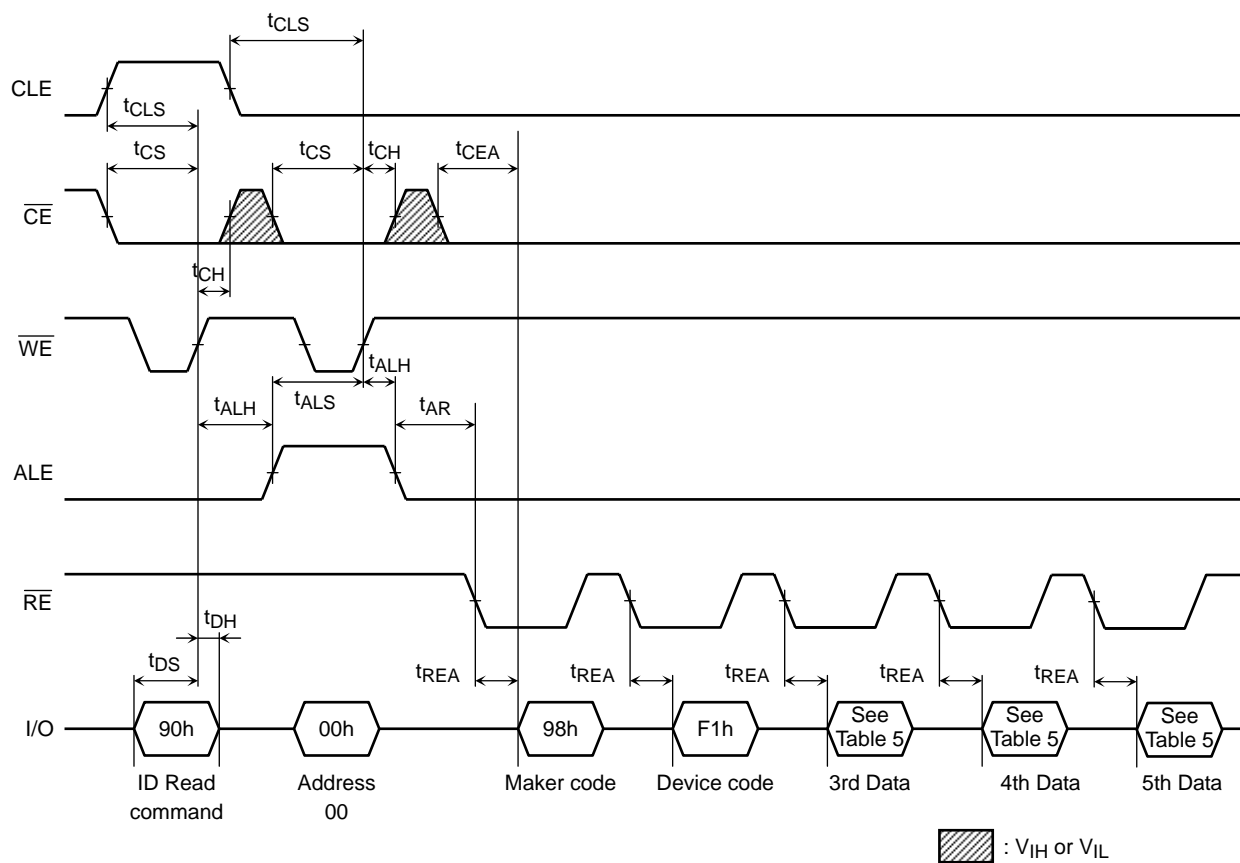 tCLS
CLE
tCLS
tCS
tCS
tCH
tCEA
CE
tCH
WE
tALH
tALH
tALS
tAR
ALE
RE
tDH
tDS
tREA
tREA
tREA
tREA
tREA
I/O
90h
00h
98h
F1h
See
Table 5
See
Table 5
See
Table 5
ID Read
command
Address
00
Maker code
Device code
3rd Data
4th Data
5th Data
: VIH or VIL